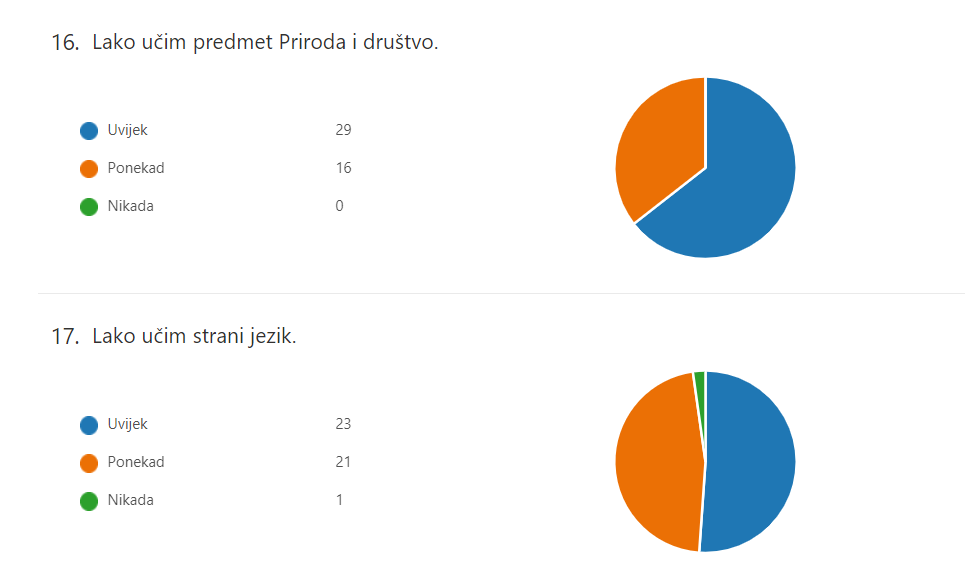 16. Lako učim predmet Priroda i društvo.
Uvijek 29
Ponekad 16
Nikada 0
17. Lako učim strani jezik.
Uvijek 23
Ponekad 21
Nikada 1